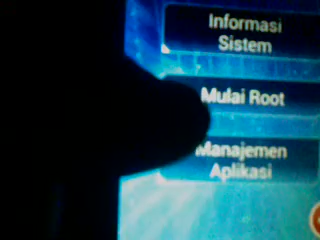 Informasi
Sistem
Mulai Root
Manajemen
Aplikasi